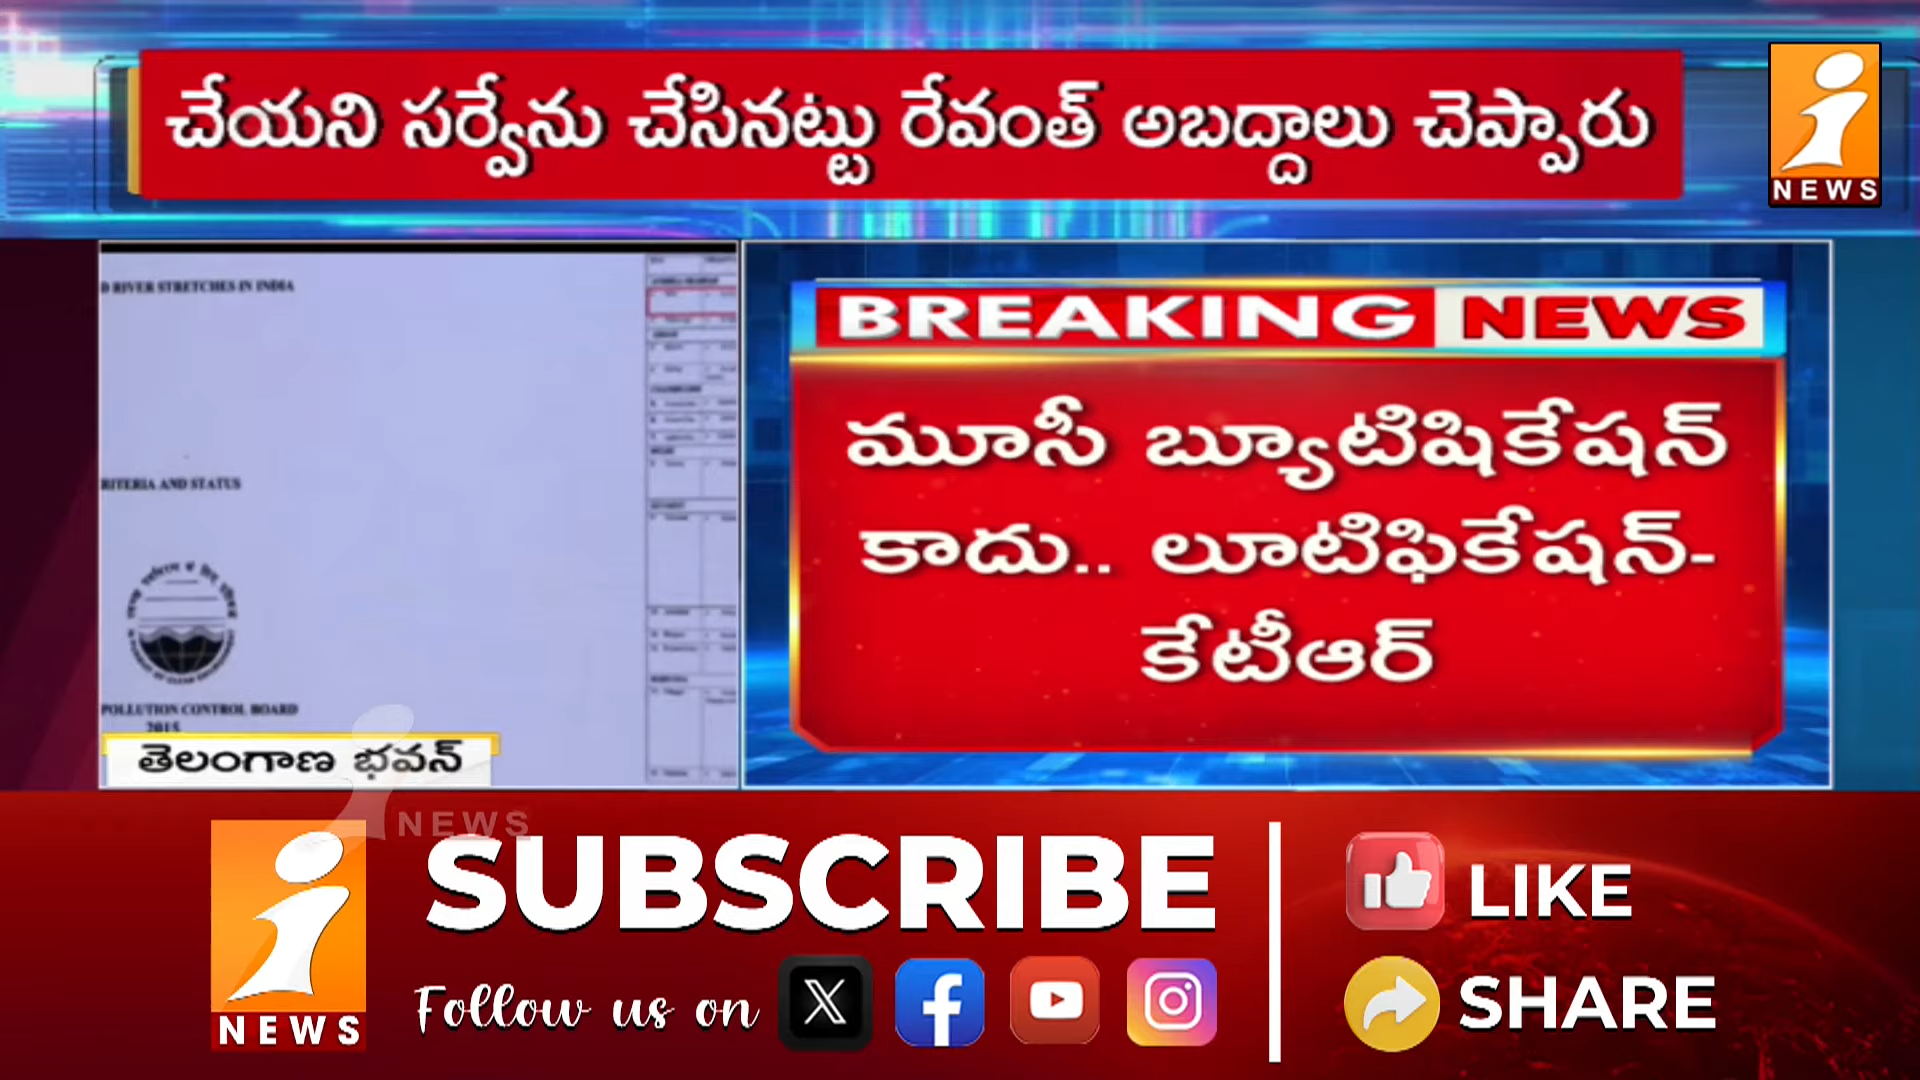 చేయని సర్వేను చేసినట్టు రేవంత్ అబద్దాలు చెప్పారు
NEWS
D RIVER STRETCHES IN INDIA
RITERIA AND STATUS
POLLUTION CONTROL BOARD
2015
తెలంగాణ భవన్
BREAKING NEWS
మూసీ బ్యూటిషికేషన్
కాదు.. లూటిఫికేషన్-
కేటీఆర్
NEWS
SUBSCRIBE
NEWS
Follow us on
LIKE
SHARE